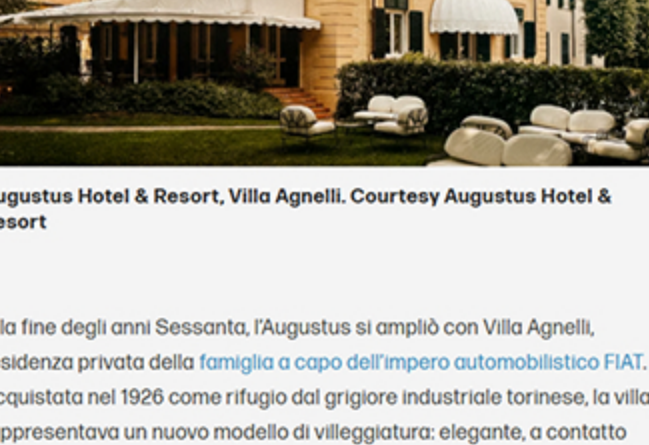 ugustus Hotel & Resort, Villa Agnelli. Courtesy Augustus Hotel &
esort
la fine degli anni Sessanta, l'Augustus si ampliò con Villa Agnelli,
sidenza privata della famiglia a capo dell'impero automobilistico FIAT.
cquistata nel 1926 come rifugio dal grigiore industriale torinese, la villa
ppresentava un nuovo modello di villeggiatura: elegante, a contatto